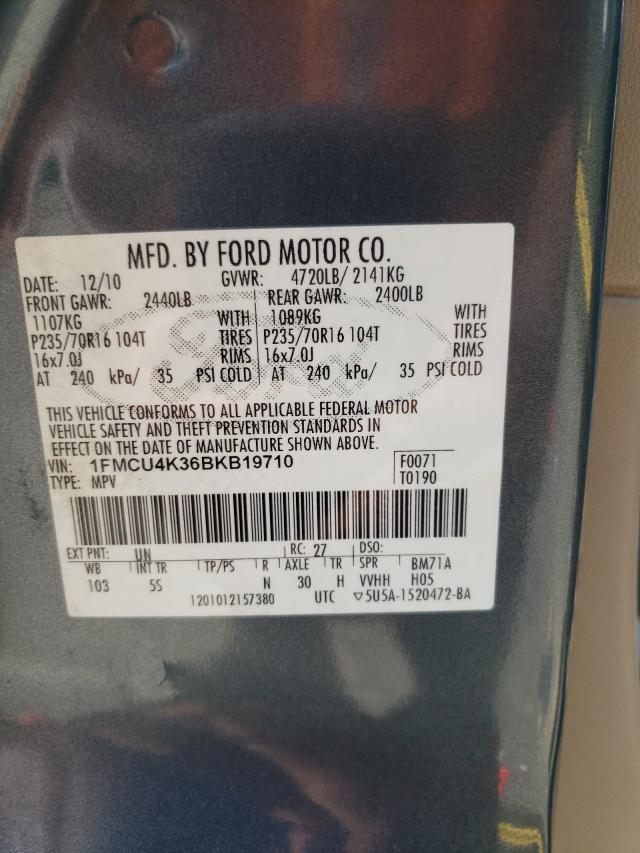 MFD. BY FORD MOTOR CO.
DATE: 12/10 GVWR: 4720LB/ 2141KG
FRONT GAWR: 2440LB REAR GAWR: 2400LB
1107KG WITH 1089KG WITH
P235/70R16 104T TIRES P235/70R16 104T TIRES
16x7.0J RIMS 16x7.0J RIMS
AT 240 kPa/ 35 PSI COLD AT 240 kPa/ 35 PSI COLD
THIS VEHICLE CONFORMS TO ALL APPLICABLE FEDERAL MOTOR
VEHICLE SAFETY AND THEFT PREVENTION STANDARDS IN
EFFECT ON THE DATE OF MANUFACTURE SHOWN ABOVE.
VIN: 1FMCU4K36BKB19710 F0071
TYPE: MPV T0190
EXT PNT: UN RC: 27 DSO:
WB INT TR TP/PS R AXLE TR SPR BM71A
103 5S N 30 H VVHH H05
1201012157380 UTC ▽5U5A-1520472-BA